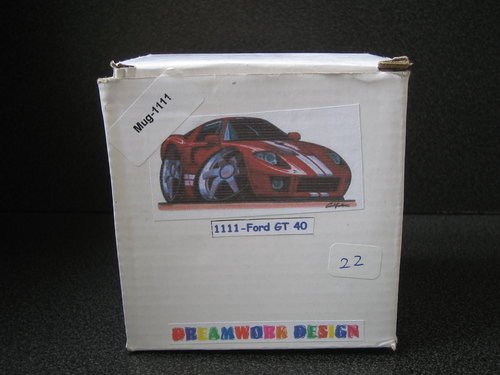 Mug-1111
1111-Ford GT 40
22
DREAMWORK DESIGN